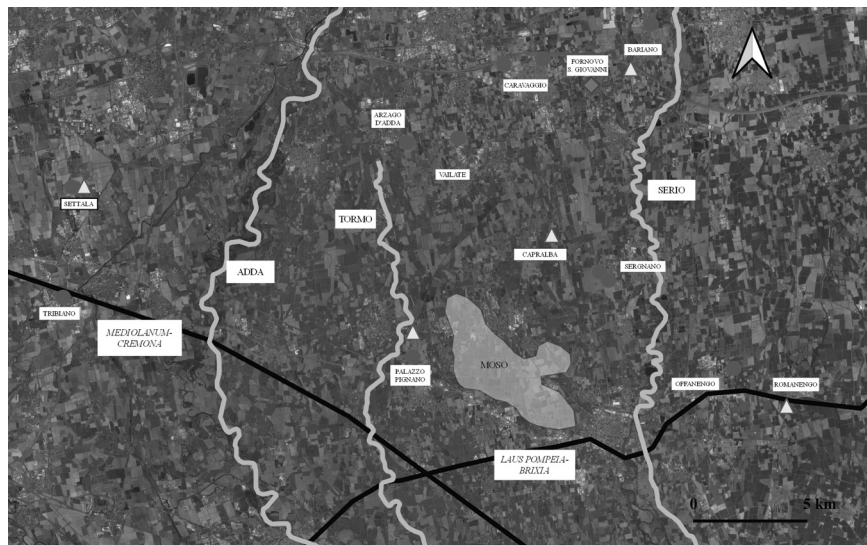 BARIANO
FORNOVO
S. GIOVANNI
CARAVAGGIO
ARZAGO
D'ADDA
VAILATE
SETTALA
SERIO
TORMO
CAPRALBA
ADDA
SERGNANO
TRIBIANO
MEDIOLANUM-
CREMONA
MOSO
PALAZZO
PIGNANO
OFFANENGO
ROMANENGO
LAUS POMPEIA-
BRIXIA
0 5 km